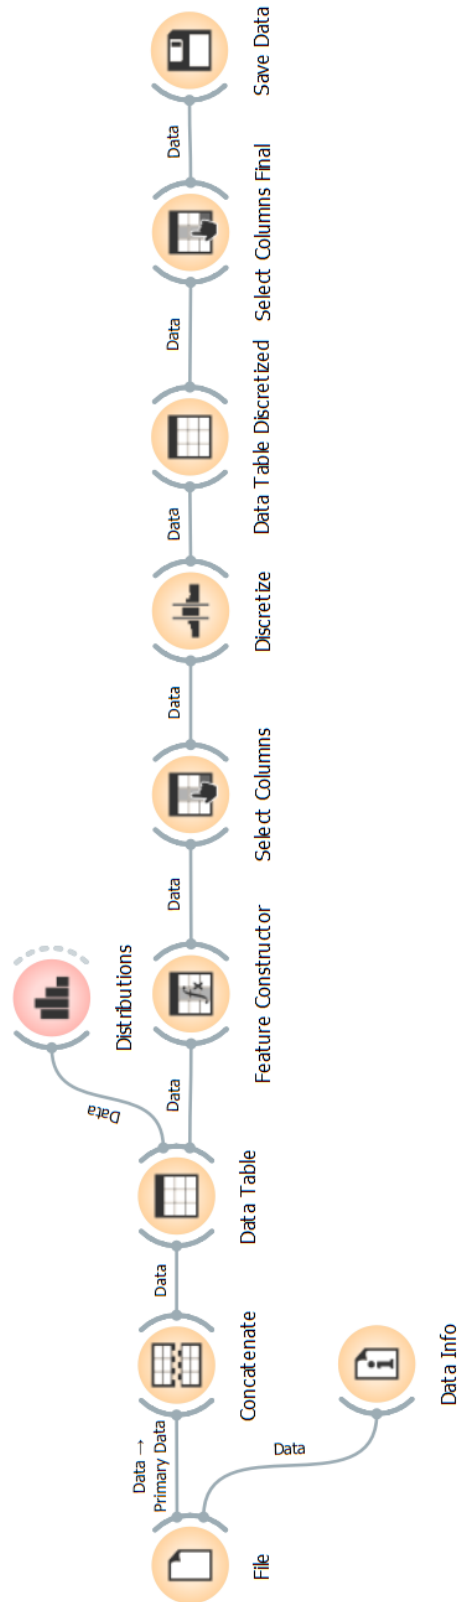 File
Data →
Primary Data
Data
Data Info
Concatenate
Data
Data Table
Data
Distributions
Data
Feature Constructor
Data
Select Columns
Data
Discretize
Data
Data Table Discretized
Data
Select Columns Final
Data
Save Data